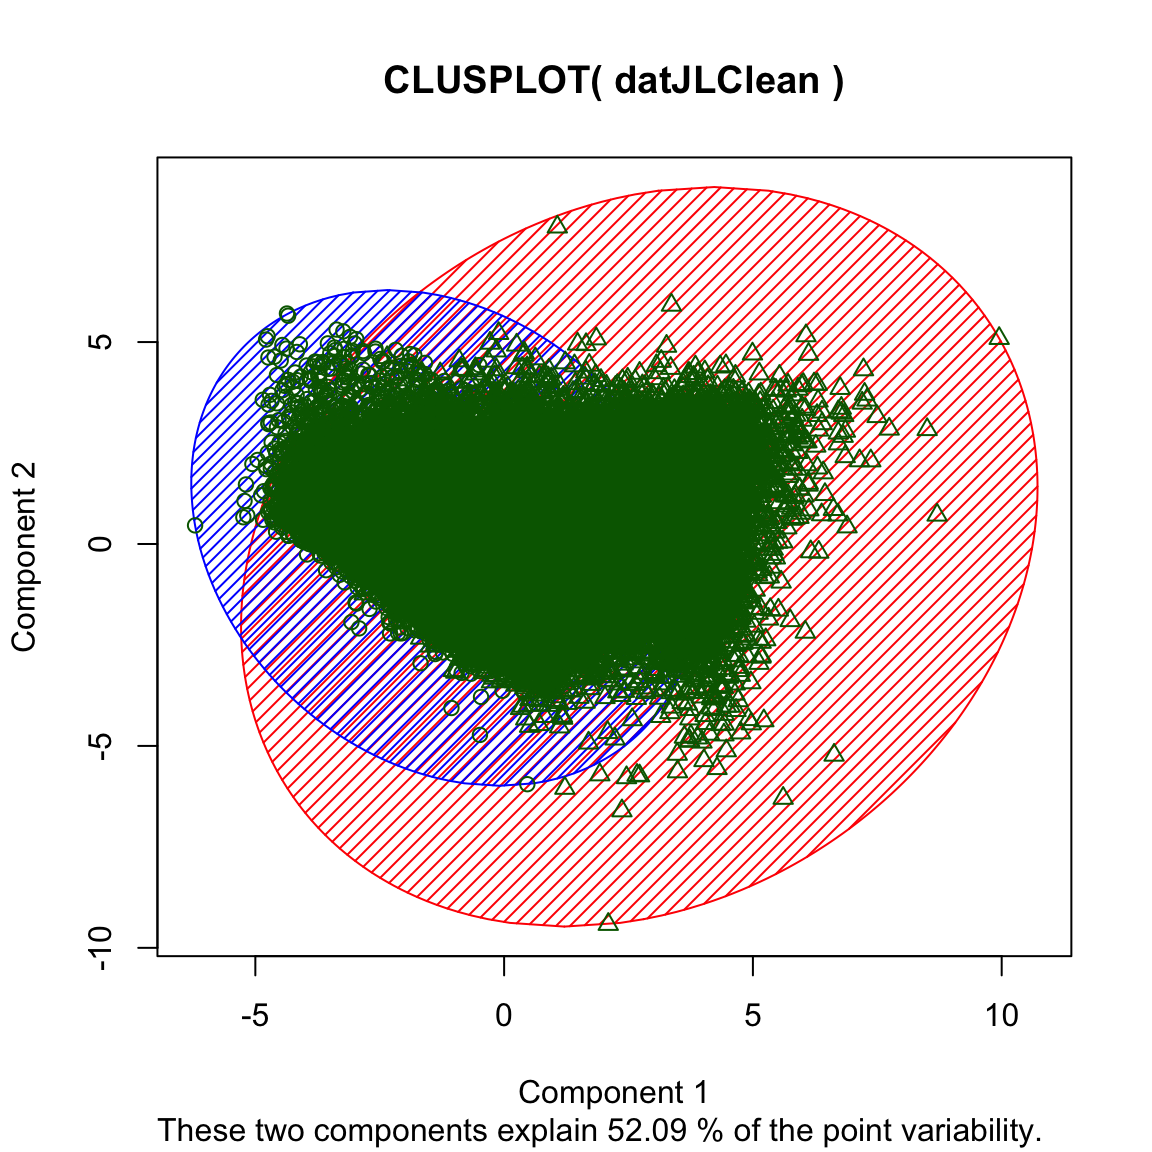 CLUSPLOT( datJLClean )
Component 2
5
0
-5
-10
-5 0 5 10
Component 1
These two components explain 52.09 % of the point variability.